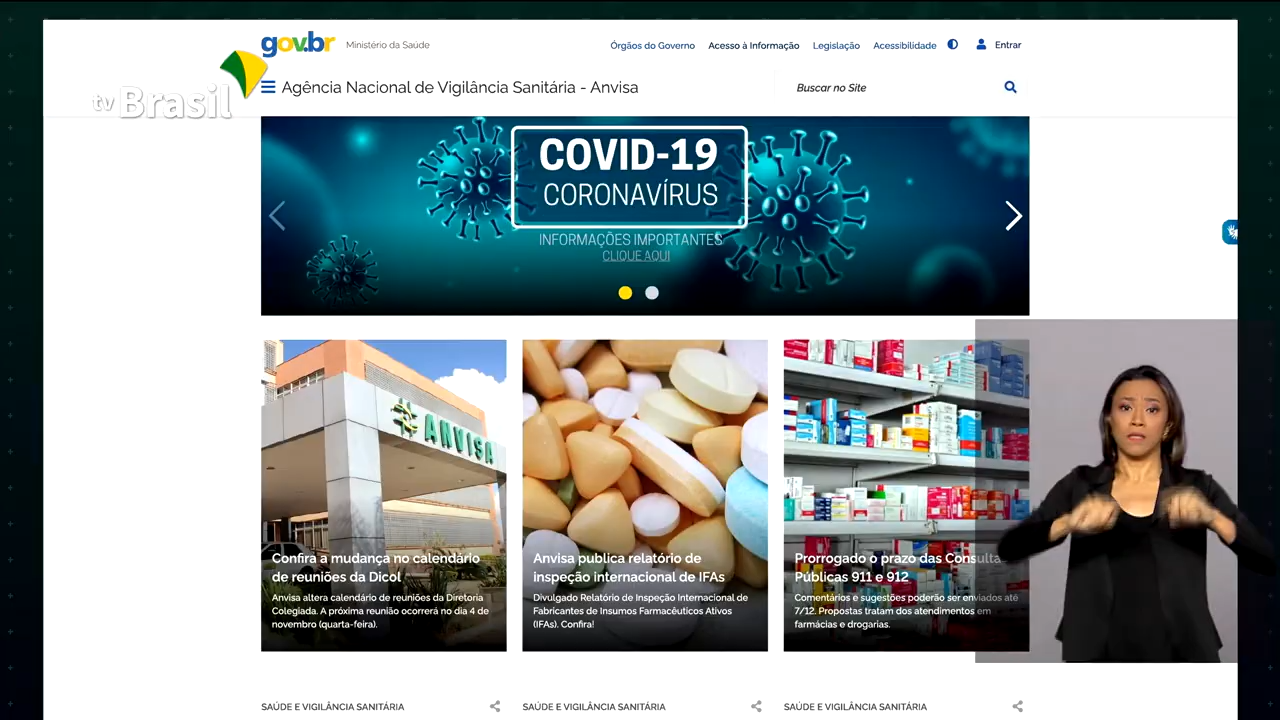 gov.br Ministério da Saúde
Órgãos do Governo Acesso à Informação Legislação Acessibilidade Entrar
tv Brasil
Agência Nacional de Vigilância Sanitária - Anvisa
Buscar no Site
COVID-19
CORONAVÍRUS
INFORMAÇÕES IMPORTANTES
CLIQUE AQUI
ANVISA
Confira a mudança no calendário
de reuniões da Dicol
Anvisa altera calendário de reuniões da Diretoria
Colegiada. A próxima reunião ocorrerá no dia 4 de
novembro (quarta-feira).
Anvisa publica relatório de
inspeção internacional de IFAs
Divulgado Relatório de Inspeção Internacional de
Fabricantes de Insumos Farmacêuticos Ativos
(IFAs). Confira!
Prorrogado o prazo das Consulta
Públicas 911 e 912
Comentários e sugestões poderão ser enviados até
7/12. Propostas tratam dos atendimentos em
farmácias e drogarias.
SAÚDE E VIGILÂNCIA SANITÁRIA
SAÚDE E VIGILÂNCIA SANITÁRIA
SAÚDE E VIGILÂNCIA SANITÁRIA